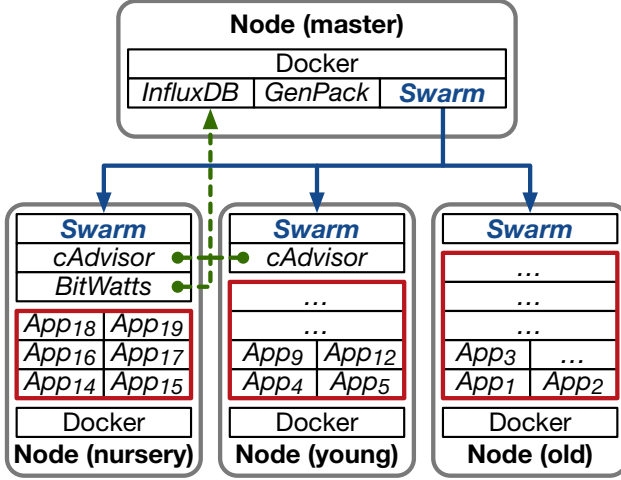 Node (master)
Docker
InfluxDB GenPack Swarm
Swarm
cAdvisor
BitWatts
App18 App19
App16 App17
App14 App15
Docker
Node (nursery)
Swarm
cAdvisor
...
...
App9 App12
App4 App5
Docker
Node (young)
Swarm
...
...
...
App3 ...
App1 App2
Docker
Node (old)